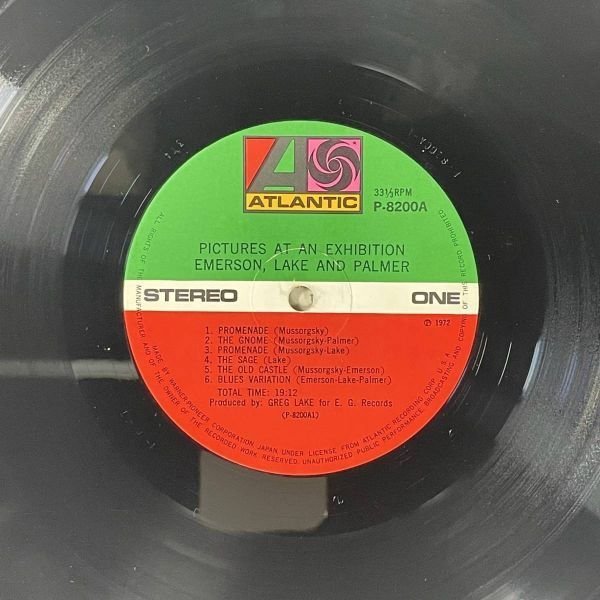 ATLANTIC
33⅓RPM
P-8200A
PICTURES AT AN EXHIBITION
EMERSON, LAKE AND PALMER
STEREO
ONE
℗ 1972
1. PROMENADE (Mussorgsky)
2. THE GNOME (Mussorgsky-Palmer)
3. PROMENADE (Mussorgsky-Lake)
4. THE SAGE (Lake)
5. THE OLD CASTLE (Mussorgsky-Emerson)
6. BLUES VARIATION (Emerson-Lake-Palmer)
TOTAL TIME: 19:12
Produced by: GREG LAKE for E. G. Records
(P-8200A1)
ALL RIGHTS OF THE MANUFACTURER AND OF THE OWNER OF THE RECORDED WORK RESERVED. UNAUTHORIZED PUBLIC PERFORMANCE, BROADCASTING AND COPYING OF THIS RECORD PROHIBITED
MADE BY WARNER-PIONEER CORPORATION JAPAN, UNDER LICENSE FROM ATLANTIC RECORDING CORP. U.S.A.